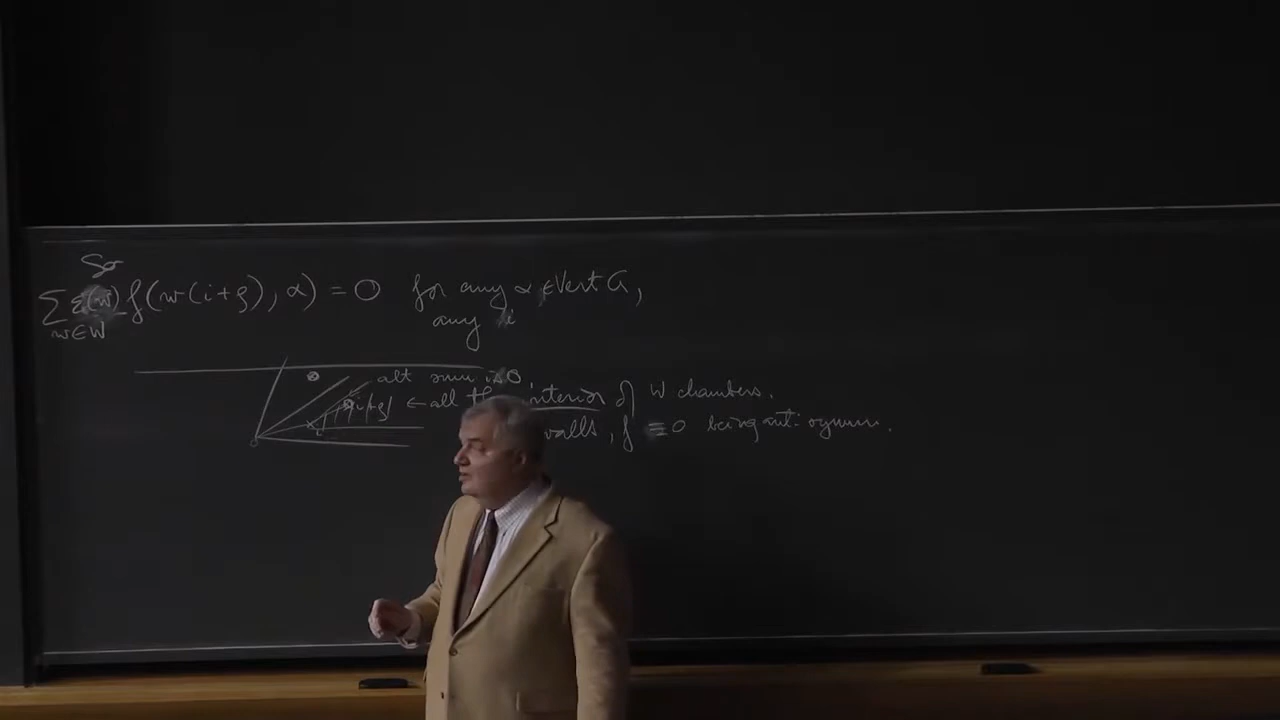 So
∑ ε(w) f(w(i+ρ), α) = 0 for any α ∈ Vert G,
w∈W any i
alt sum is 0.
i+ρ ← all the interior of W chambers.
walls, f ≡ 0 being anti symm.
0